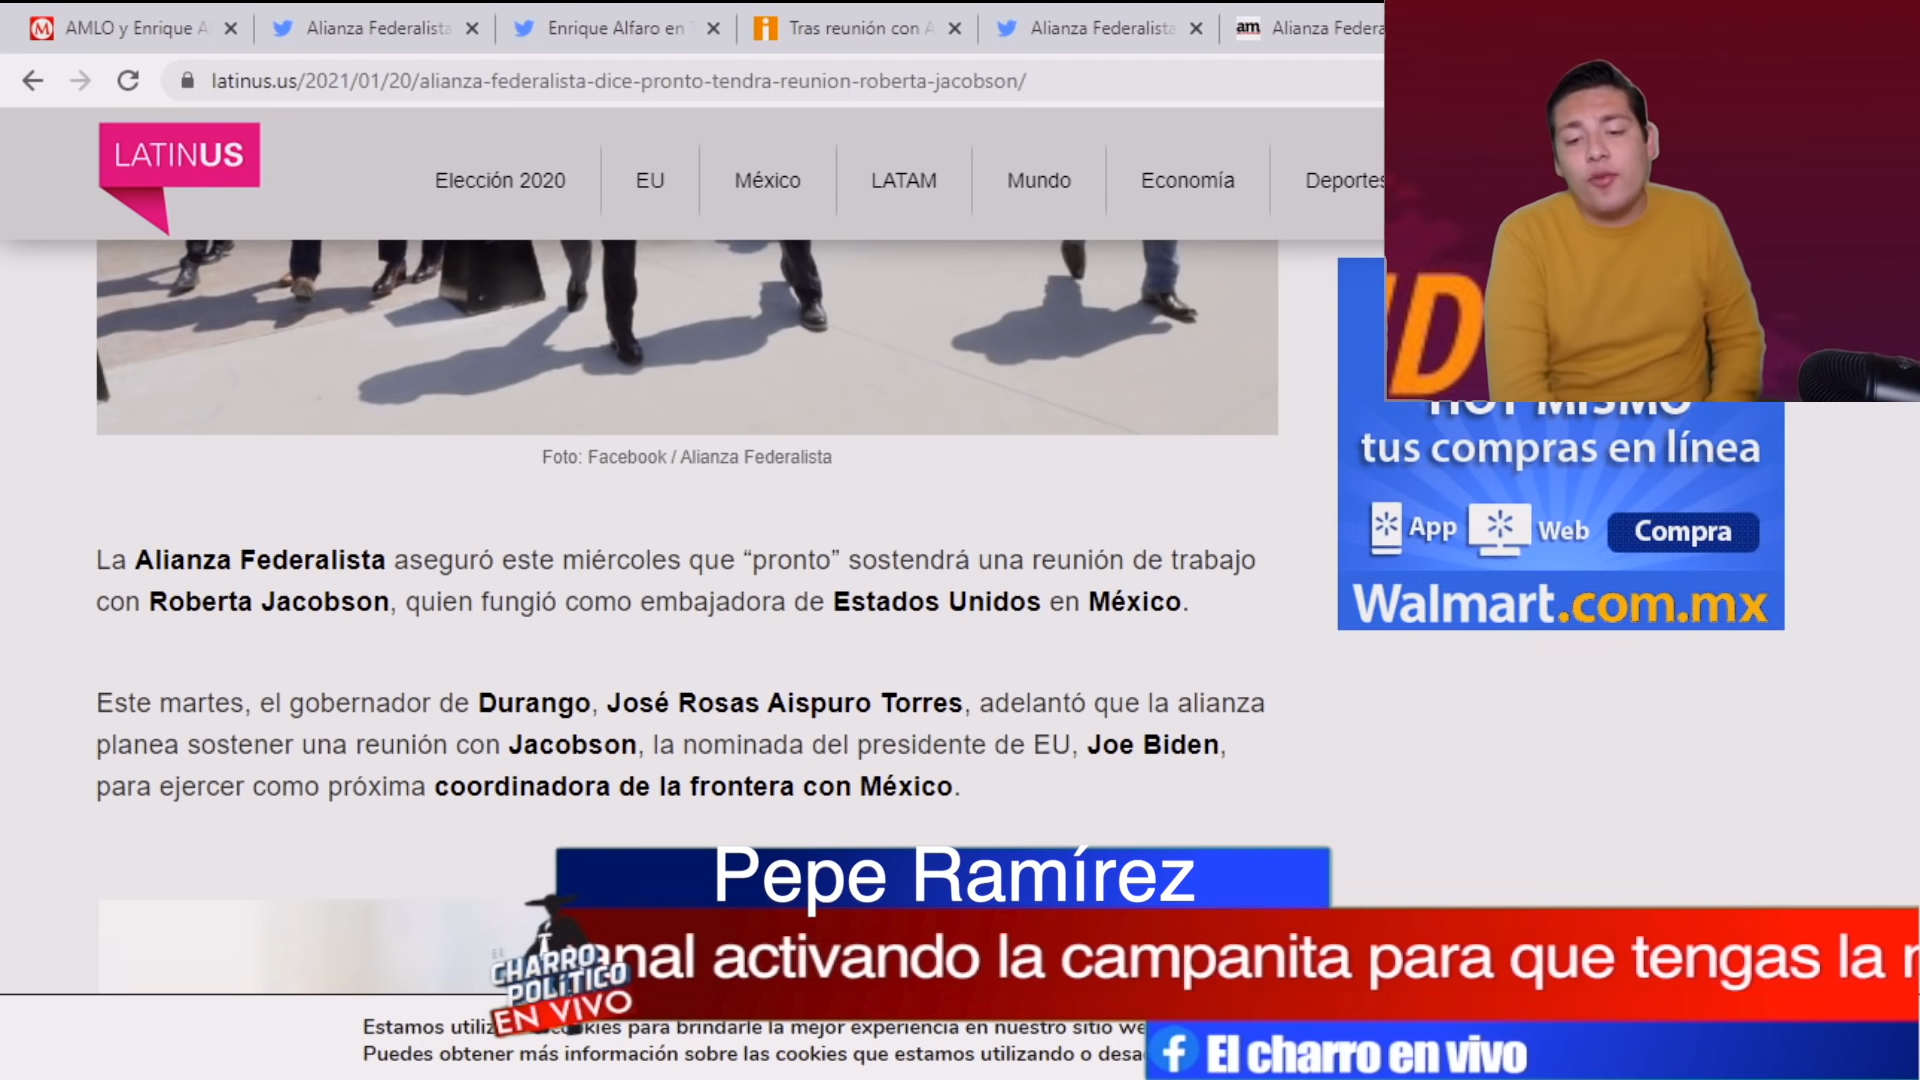 AMLO y Enrique A
Alianza Federalista
Enrique Alfaro en T
Tras reunión con A
Alianza Federalista
am Alianza Federa
latinus.us/2021/01/20/alianza-federalista-dice-pronto-tendra-reunion-roberta-jacobson/
LATINUS
Elección 2020
EU
México
LATAM
Mundo
Economía
Deportes
Foto: Facebook / Alianza Federalista
HOY MISMO
tus compras en línea
App
Web
Compra
Walmart.com.mx
La Alianza Federalista aseguró este miércoles que “pronto” sostendrá una reunión de trabajo
con Roberta Jacobson, quien fungió como embajadora de Estados Unidos en México.
Este martes, el gobernador de Durango, José Rosas Aispuro Torres, adelantó que la alianza
planea sostener una reunión con Jacobson, la nominada del presidente de EU, Joe Biden,
para ejercer como próxima coordinadora de la frontera con México.
Pepe Ramírez
anal activando la campanita para que tengas la
EL
CHARRO
POLÍTICO
EN VIVO
Estamos utiliz kies para brindarle la mejor experiencia en nuestro sitio we
Puedes obtener más información sobre las cookies que estamos utilizando o desa
El charro en vivo